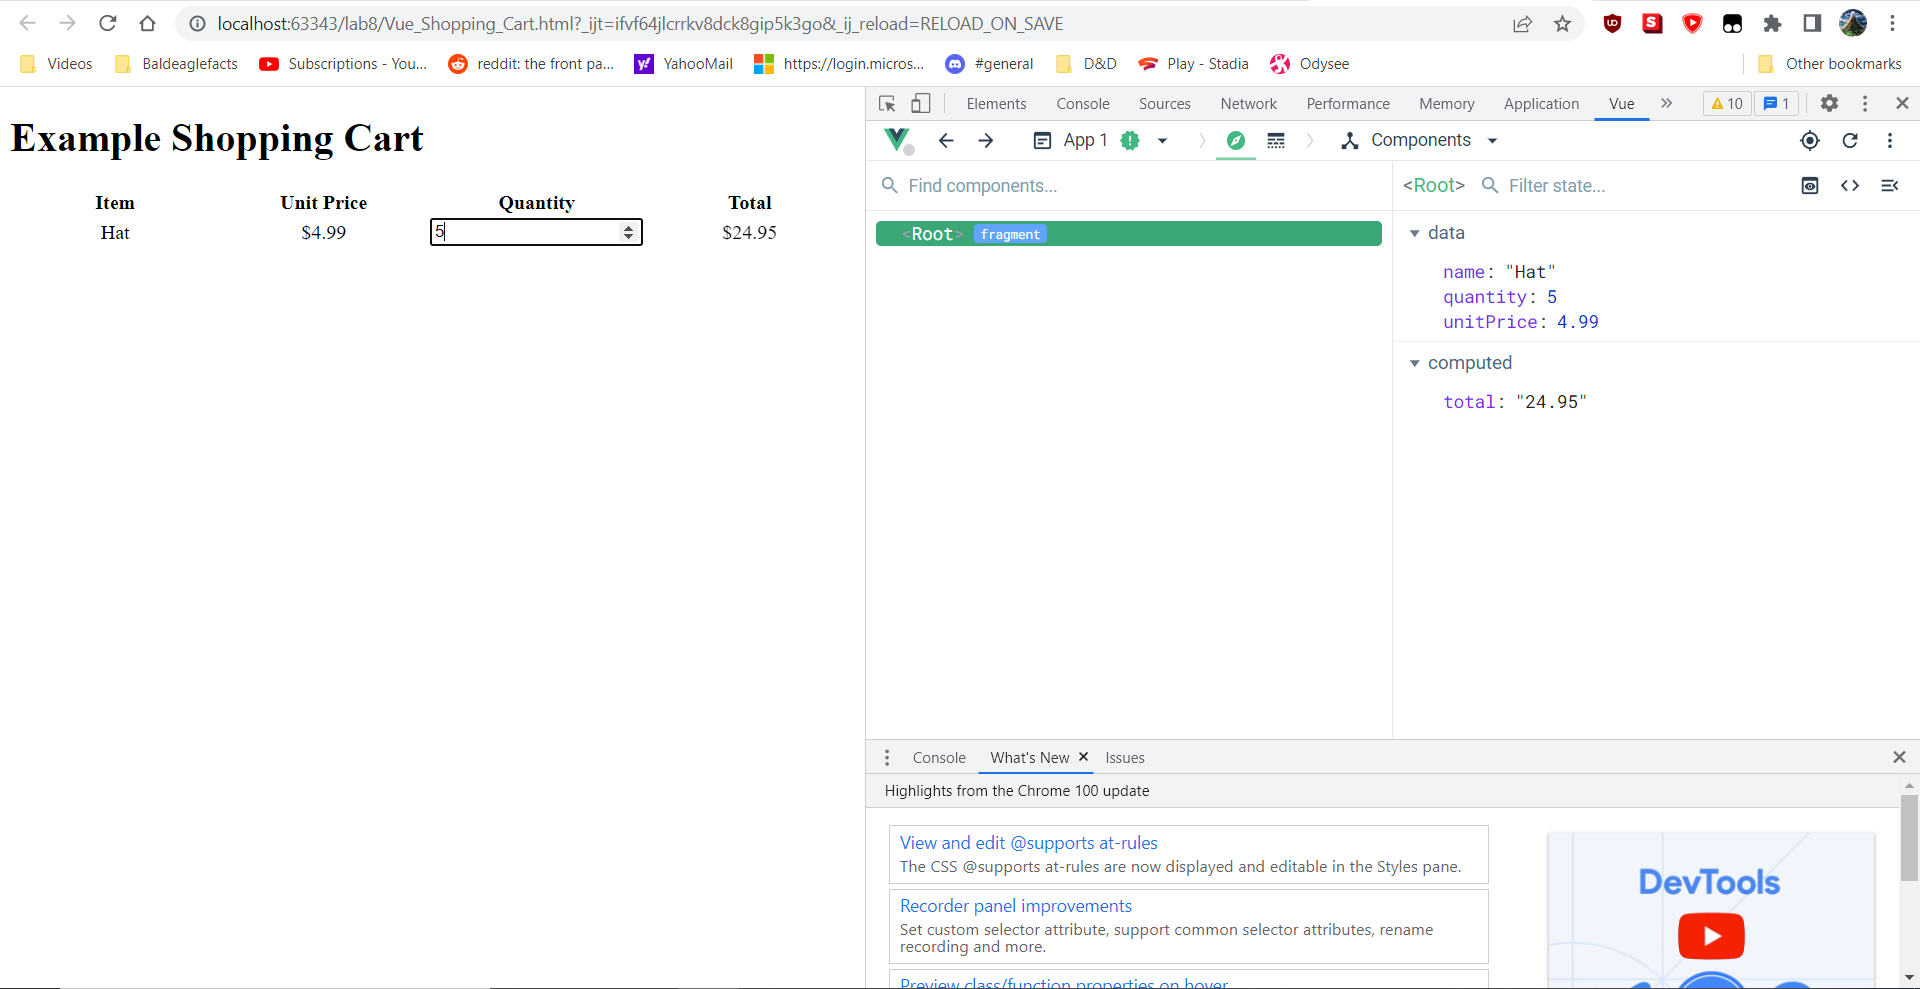 localhost:63343/lab8/Vue_Shopping_Cart.html?_ijt=ifvf64jlcrrkv8dck8gip5k3go&_ij_reload=RELOAD_ON_SAVE
Videos Baldeaglefacts Subscriptions - You... reddit: the front pa... YahooMail https://login.micros... #general D&D Play - Stadia Odysee Other bookmarks
Example Shopping Cart
Item Unit Price Quantity Total
Hat $4.99 5 $24.95
Elements Console Sources Network Performance Memory Application Vue » 10 1
App 1 Components
Find components...
<Root> Filter state...
<Root> fragment
data
name: "Hat"
quantity: 5
unitPrice: 4.99
computed
total: "24.95"
Console What's New Issues
Highlights from the Chrome 100 update
View and edit @supports at-rules
The CSS @supports at-rules are now displayed and editable in the Styles pane.
Recorder panel improvements
Set custom selector attribute, support common selector attributes, rename
recording and more.
Preview class/function properties on hover
DevTools